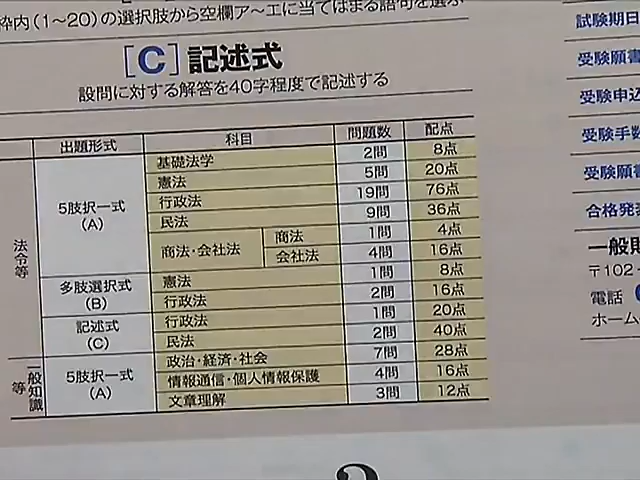 枠内(1～20)の選択肢から空欄ア～エに当てはまる語句を選ぶ
[C]記述式
設問に対する解答を40字程度で記述する
出題形式 科目 問題数 配点
法令等 5肢択一式(A) 基礎法学 2問 8点
憲法 5問 20点
行政法 19問 76点
民法 9問 36点
商法・会社法 商法 1問 4点
会社法 4問 16点
多肢選択式(B) 憲法 1問 8点
行政法 2問 16点
記述式(C) 行政法 1問 20点
民法 2問 40点
一般知識等 5肢択一式(A) 政治・経済・社会 7問 28点
情報通信・個人情報保護 4問 16点
文章理解 3問 12点
試験期日
受験願書
受験申込
受験手数
受験願書
合格発表
一般財
〒102-
電話
ホーム